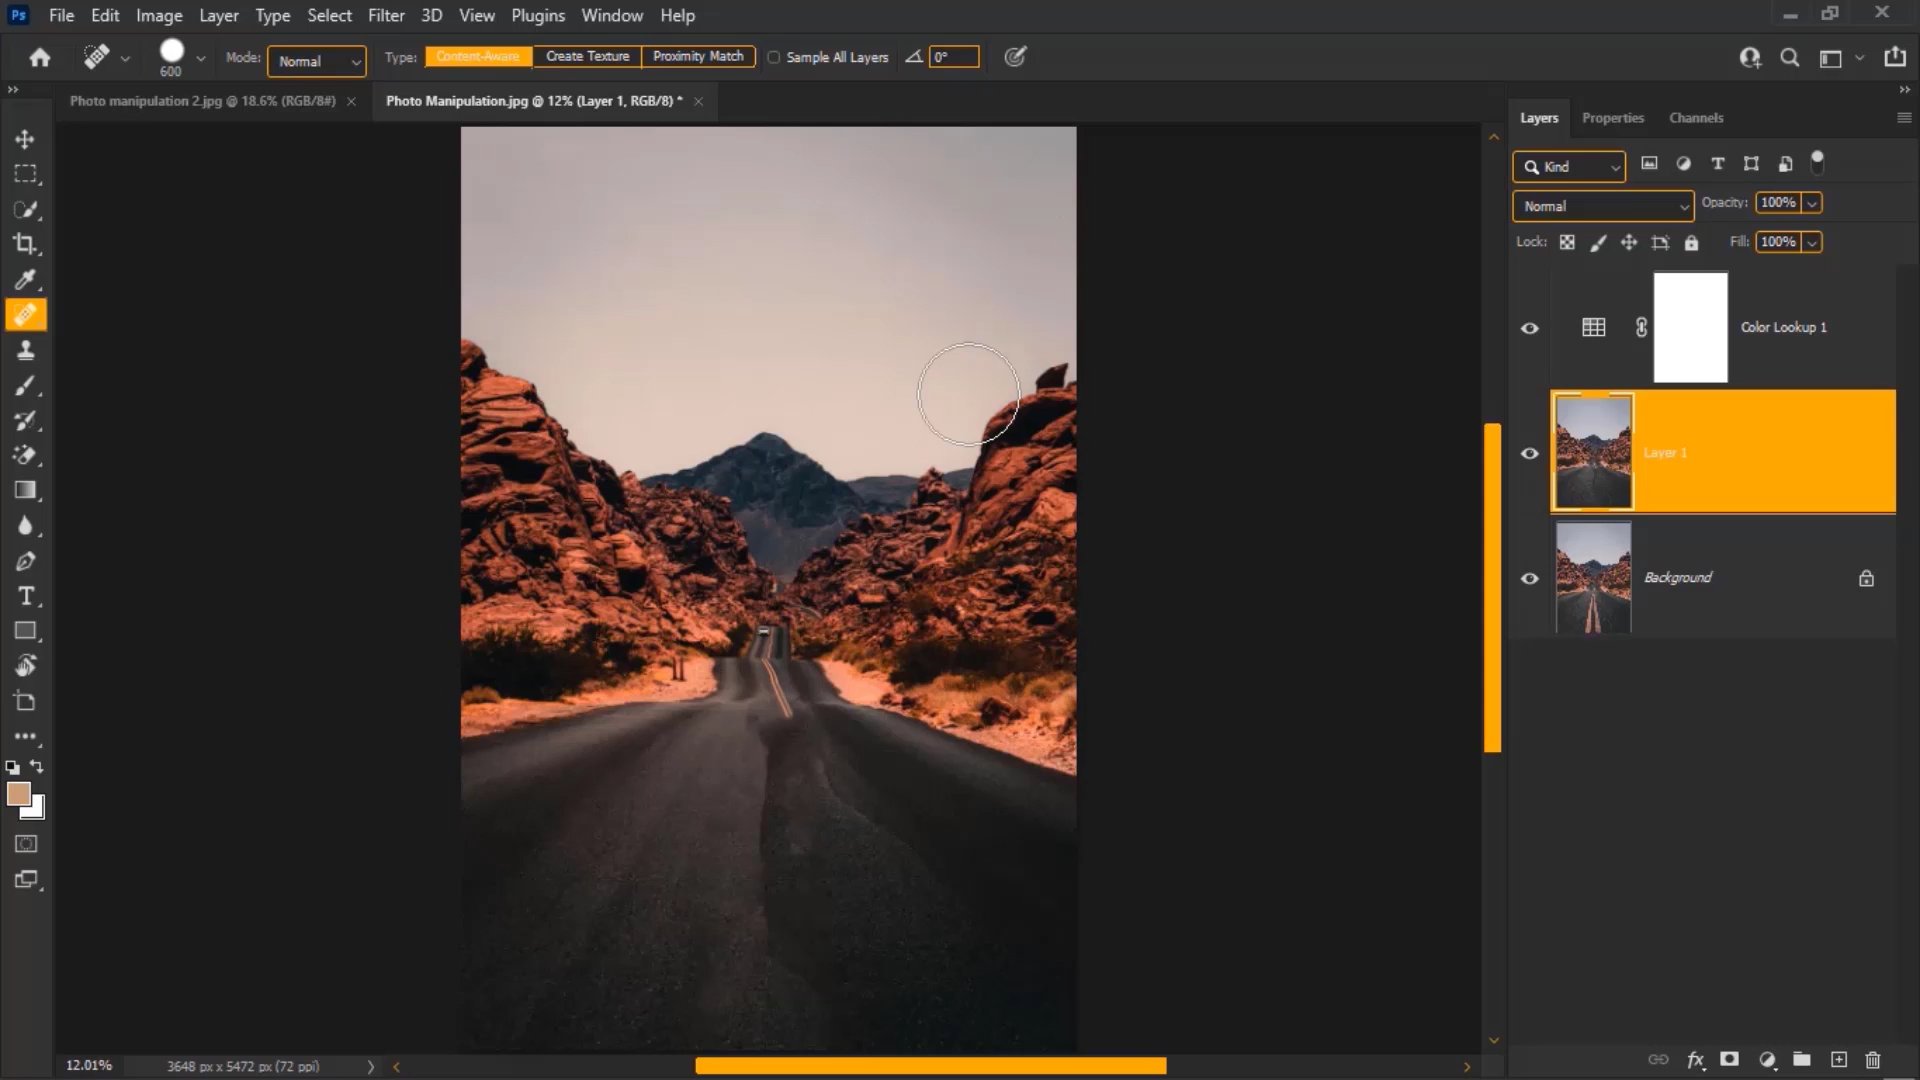 Ps File Edit Image Layer Type Select Filter 3D View Plugins Window Help
600 Mode: Normal Type: Content-Aware Create Texture Proximity Match Sample All Layers 0°
Photo manipulation 2.jpg @ 18.6% (RGB/8#) × Photo Manipulation.jpg @ 12% (Layer 1, RGB/8) * ×
Layers Properties Channels
Kind
Normal Opacity: 100%
Lock: Fill: 100%
Color Lookup 1
Layer 1
Background
12.01% 3648 px x 5472 px (72 ppi)
fx